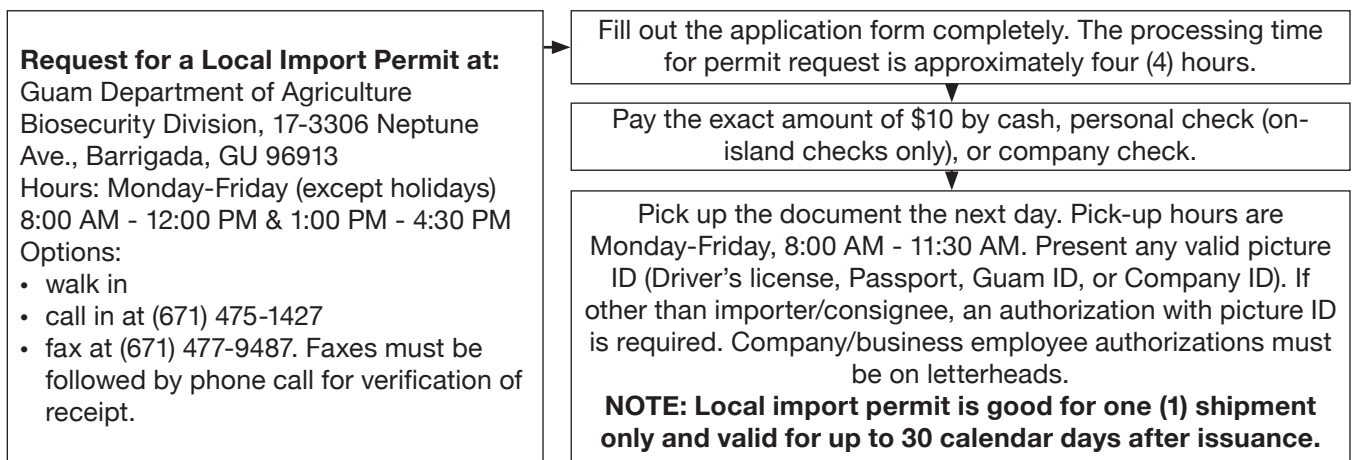 Request for a Local Import Permit at:
Guam Department of Agriculture
Biosecurity Division, 17-3306 Neptune
Ave., Barrigada, GU 96913
Hours: Monday-Friday (except holidays)
8:00 AM - 12:00 PM & 1:00 PM - 4:30 PM
Options:
• walk in
• call in at (671) 475-1427
• fax at (671) 477-9487. Faxes must be
followed by phone call for verification of
receipt.
Fill out the application form completely. The processing time
for permit request is approximately four (4) hours.
Pay the exact amount of $10 by cash, personal check (on-
island checks only), or company check.
Pick up the document the next day. Pick-up hours are
Monday-Friday, 8:00 AM - 11:30 AM. Present any valid picture
ID (Driver's license, Passport, Guam ID, or Company ID). If
other than importer/consignee, an authorization with picture ID
is required. Company/business employee authorizations must
be on letterheads.
NOTE: Local import permit is good for one (1) shipment
only and valid for up to 30 calendar days after issuance.